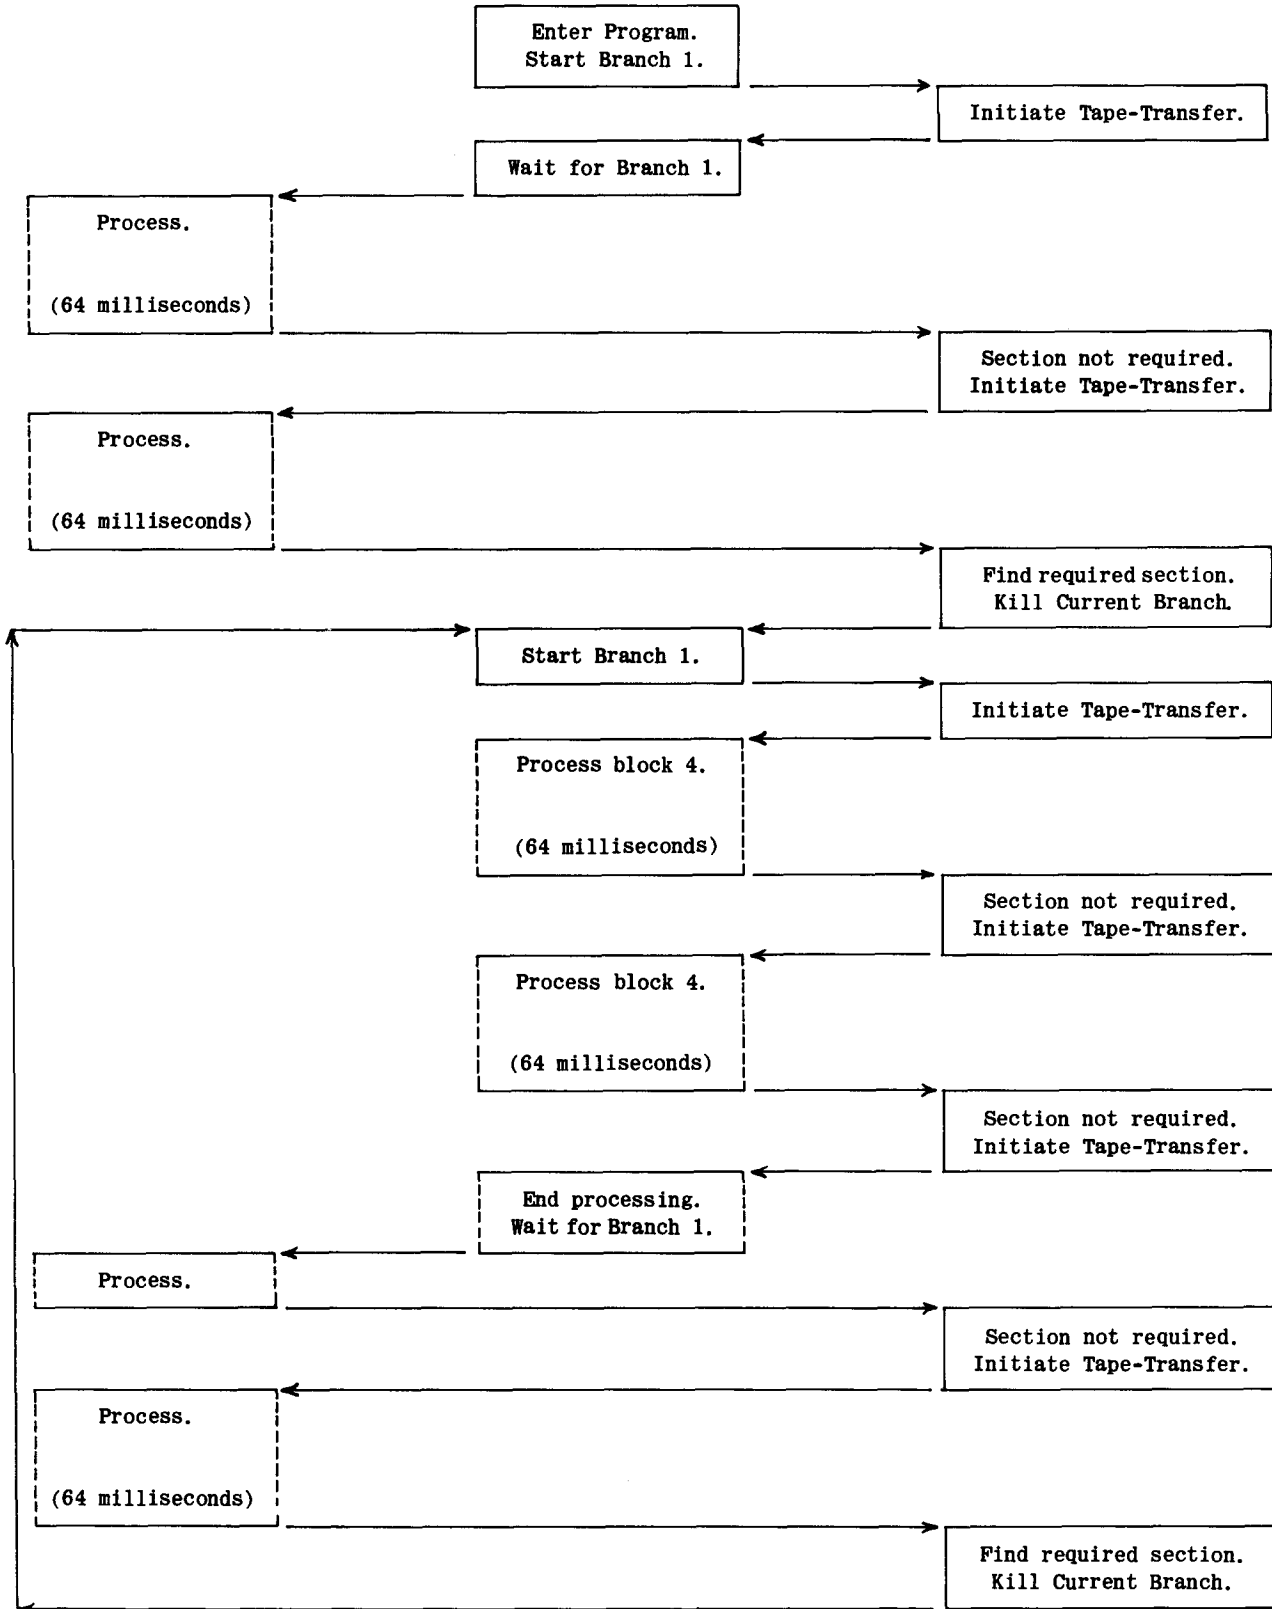 Enter Program.
Start Branch 1.
Initiate Tape-Transfer.
Wait for Branch 1.
Process.
(64 milliseconds)
Section not required.
Initiate Tape-Transfer.
Process.
(64 milliseconds)
Find required section.
Kill Current Branch.
Start Branch 1.
Initiate Tape-Transfer.
Process block 4.
(64 milliseconds)
Section not required.
Initiate Tape-Transfer.
Process block 4.
(64 milliseconds)
Section not required.
Initiate Tape-Transfer.
End processing.
Wait for Branch 1.
Process.
Section not required.
Initiate Tape-Transfer.
Process.
(64 milliseconds)
Find required section.
Kill Current Branch.